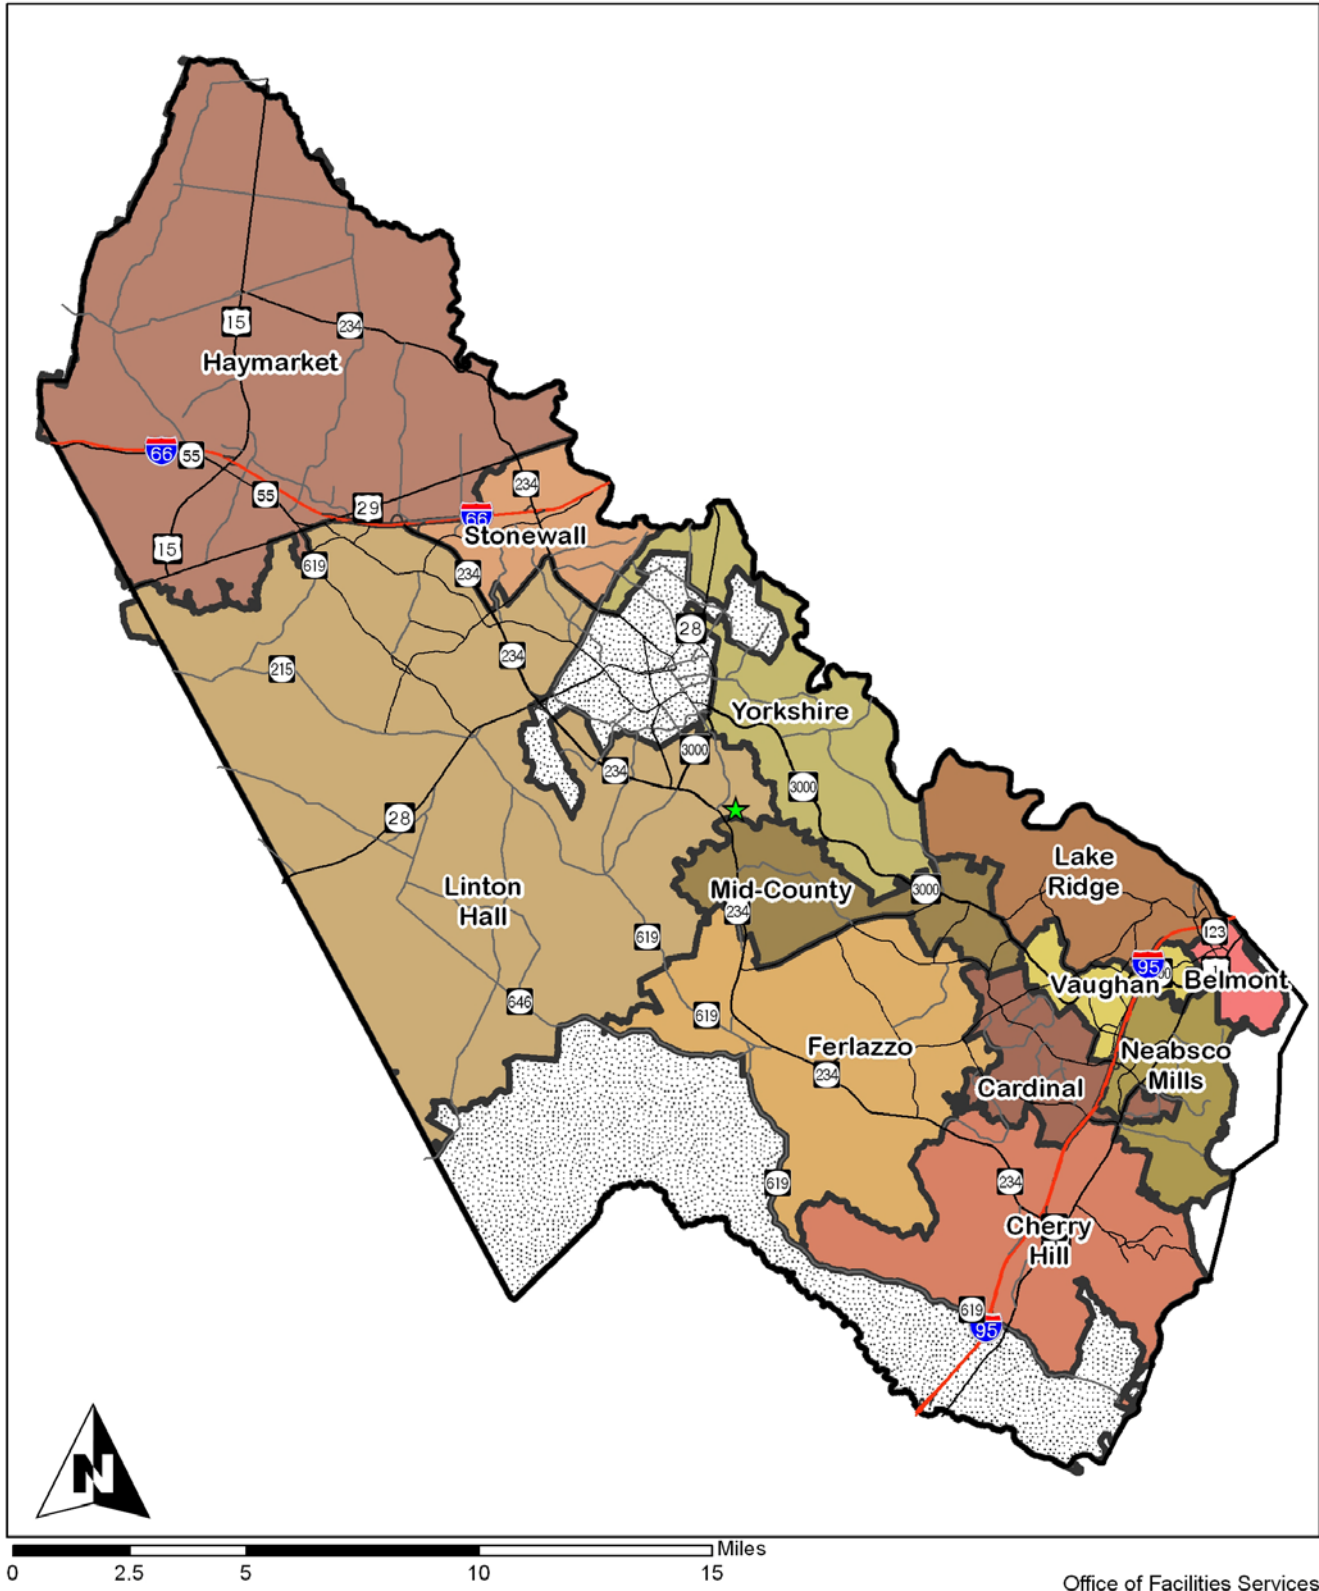 15
234
Haymarket
66
55
55
29
234
66
Stonewall
15
619
234
28
234
215
Yorkshire
3000
234
3000
28
Lake
Ridge
Linton
Hall
Mid-County
3000
234
123
619
95
1
Vaughan
Belmont
646
619
Ferlazzo
Neabsco
Mills
234
Cardinal
619
234
Cherry
Hill
619
95
N
Miles
0
2.5
5
10
15
Office of Facilities Services